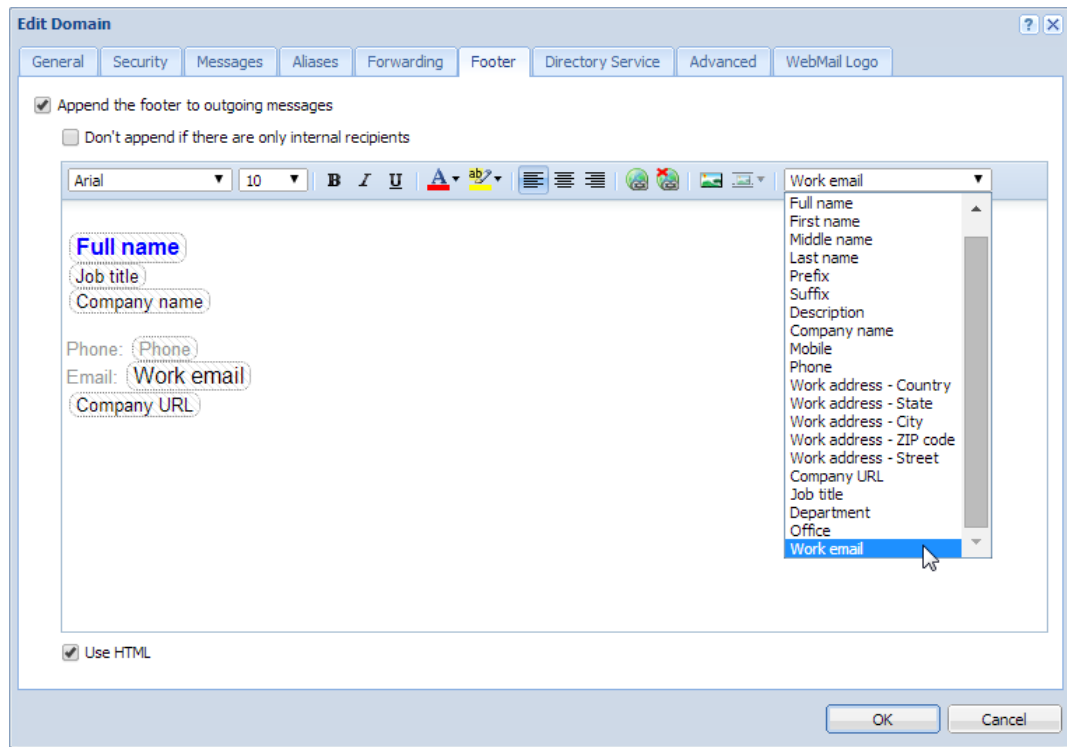 Edit Domain
General Security Messages Aliases Forwarding Footer Directory Service Advanced WebMail Logo
Append the footer to outgoing messages
Don't append if there are only internal recipients
Arial 10 B I U A ab Work email
Full name
Job title
Company name
Phone: Phone
Email: Work email
Company URL
Full name
First name
Middle name
Last name
Prefix
Suffix
Description
Company name
Mobile
Phone
Work address - Country
Work address - State
Work address - City
Work address - ZIP code
Work address - Street
Company URL
Job title
Department
Office
Work email
Use HTML
OK Cancel